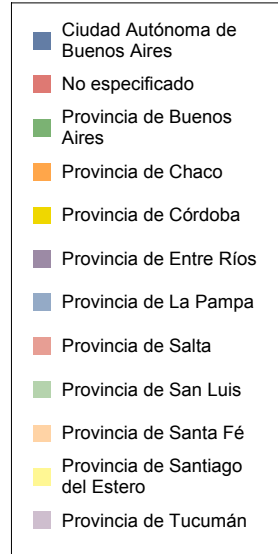 Ciudad Autónoma de
Buenos Aires
No especificado
Provincia de Buenos
Aires
Provincia de Chaco
Provincia de Córdoba
Provincia de Entre Ríos
Provincia de La Pampa
Provincia de Salta
Provincia de San Luis
Provincia de Santa Fé
Provincia de Santiago
del Estero
Provincia de Tucumán